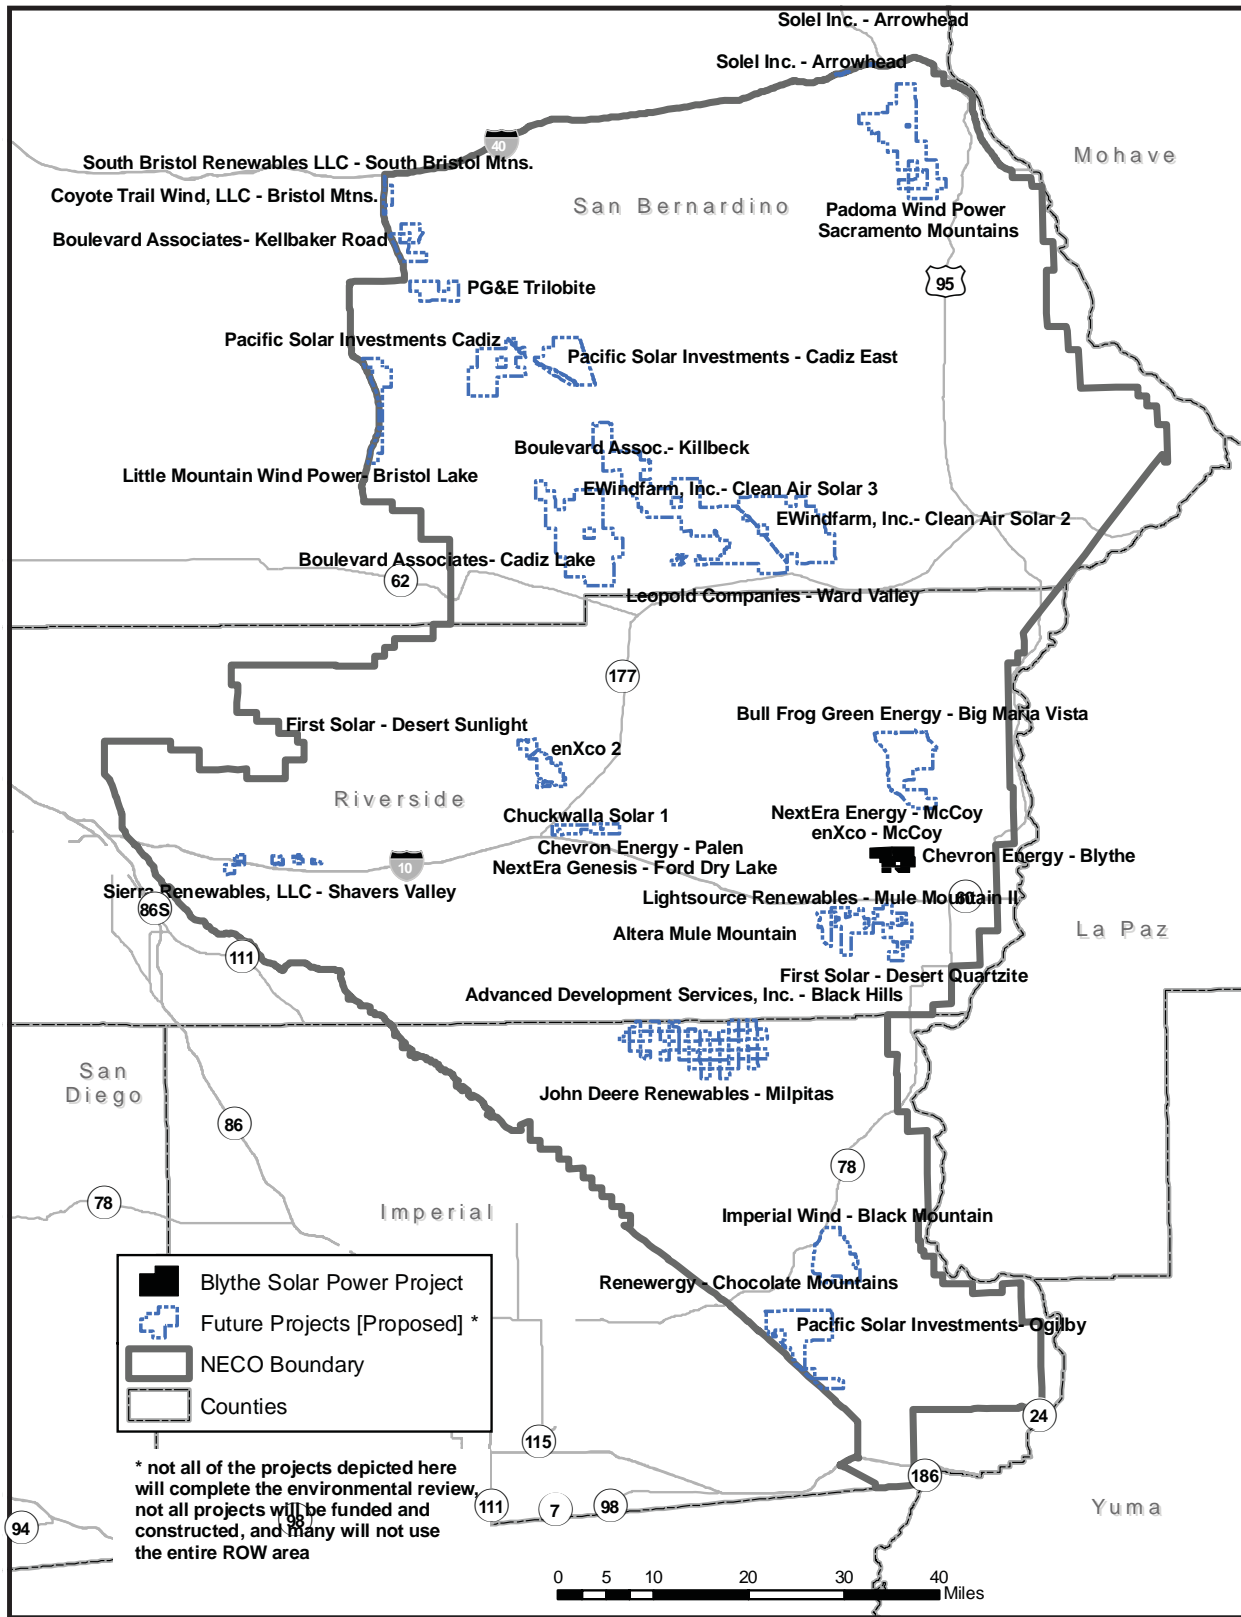 Solel Inc. - Arrowhead
Solel Inc. - Arrowhead
40
Mohave
South Bristol Renewables LLC - South Bristol Mtns.
Coyote Trail Wind, LLC - Bristol Mtns.
San Bernardino
Padoma Wind Power
Sacramento Mountains
Boulevard Associates- Kellbaker Road
95
PG&E Trilobite
Pacific Solar Investments Cadiz
Pacific Solar Investments - Cadiz East
Boulevard Assoc.- Killbeck
Little Mountain Wind Power- Bristol Lake
EWindfarm, Inc.- Clean Air Solar 3
EWindfarm, Inc.- Clean Air Solar 2
Boulevard Associates- Cadiz Lake
62
Leopold Companies - Ward Valley
177
First Solar - Desert Sunlight
Bull Frog Green Energy - Big Maria Vista
enXco 2
Riverside
Chuckwalla Solar 1
NextEra Energy - McCoy
enXco - McCoy
Chevron Energy - Palen
Chevron Energy - Blythe
10
NextEra Genesis - Ford Dry Lake
Sierra Renewables, LLC - Shavers Valley
Lightsource Renewables - Mule Mountain II
60
86S
Altera Mule Mountain
La Paz
111
First Solar - Desert Quartzite
Advanced Development Services, Inc. - Black Hills
San
Diego
John Deere Renewables - Milpitas
86
78
78
Imperial
Imperial Wind - Black Mountain
Renewergy - Chocolate Mountains
Pacific Solar Investments- Ogilby
Blythe Solar Power Project
Future Projects [Proposed] *
NECO Boundary
Counties
24
115
186
* not all of the projects depicted here
will complete the environmental review,
not all projects will be funded and
constructed, and many will not use
the entire ROW area
111
7
98
98
94
Yuma
0 5 10 20 30 40
Miles